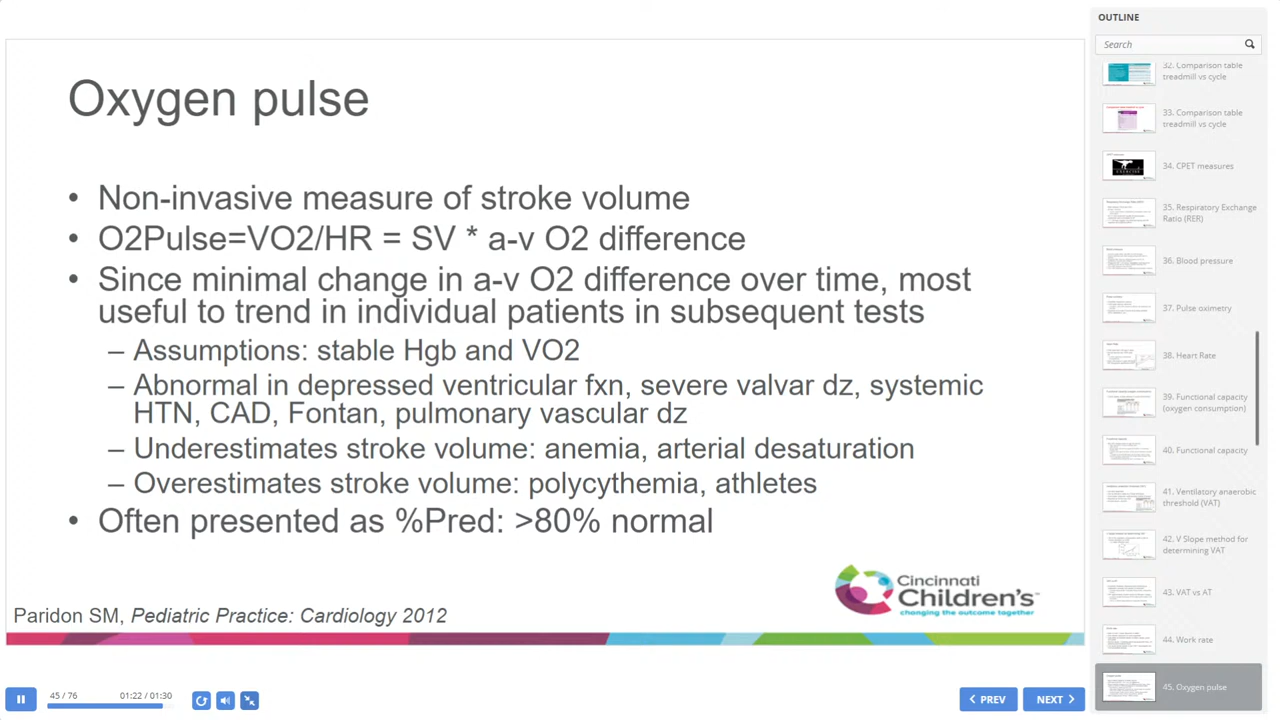 Oxygen pulse
• Non-invasive measure of stroke volume
• O2Pulse=VO2/HR = SV * a-v O2 difference
• Since minimal change in a-v O2 difference over time, most
useful to trend in individual patients in subsequent tests
– Assumptions: stable Hgb and VO2
– Abnormal in depressed ventricular fxn, severe valvar dz, systemic
HTN, CAD, Fontan, pulmonary vascular dz
– Underestimates stroke volume: anemia, arterial desaturation
– Overestimates stroke volume: polycythemia, athletes
• Often presented as %Pred: >80% normal
Cincinnati
Children's
changing the outcome together
Paridon SM, Pediatric Practice: Cardiology 2012
45 / 76
01:22 / 01:30
PREV
NEXT
OUTLINE
Search
32. Comparison table
treadmill vs cycle
33. Comparison table
treadmill vs cycle
34. CPET measures
35. Respiratory Exchange
Ratio (RER)
36. Blood pressure
37. Pulse oximetry
38. Heart Rate
39. Functional capacity
(oxygen consumption)
40. Functional capacity
41. Ventilatory anaerobic
threshold (VAT)
42. V Slope method for
determining VAT
43. VAT vs AT
44. Work rate
45. Oxygen pulse